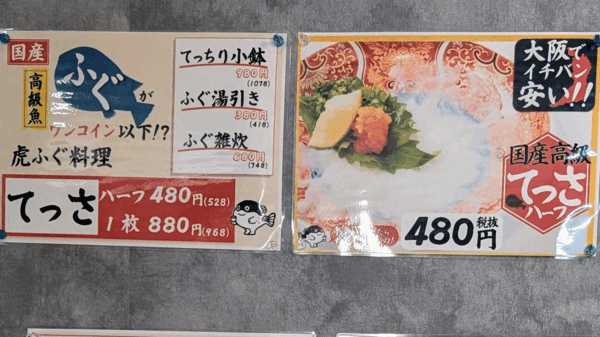 国産
高級魚
ふぐが
ワンコイン以下!?
虎ふぐ料理
てっちり小鉢
980円
(1078)
ふぐ湯引き
380円
(418)
ふぐ雑炊
680円
(748)
てっさ
ハーフ 480円(528)
1枚 880円(968)
大阪で
イチバン
安い!!
国産高級
てっさ
ハーフ
480円
税抜